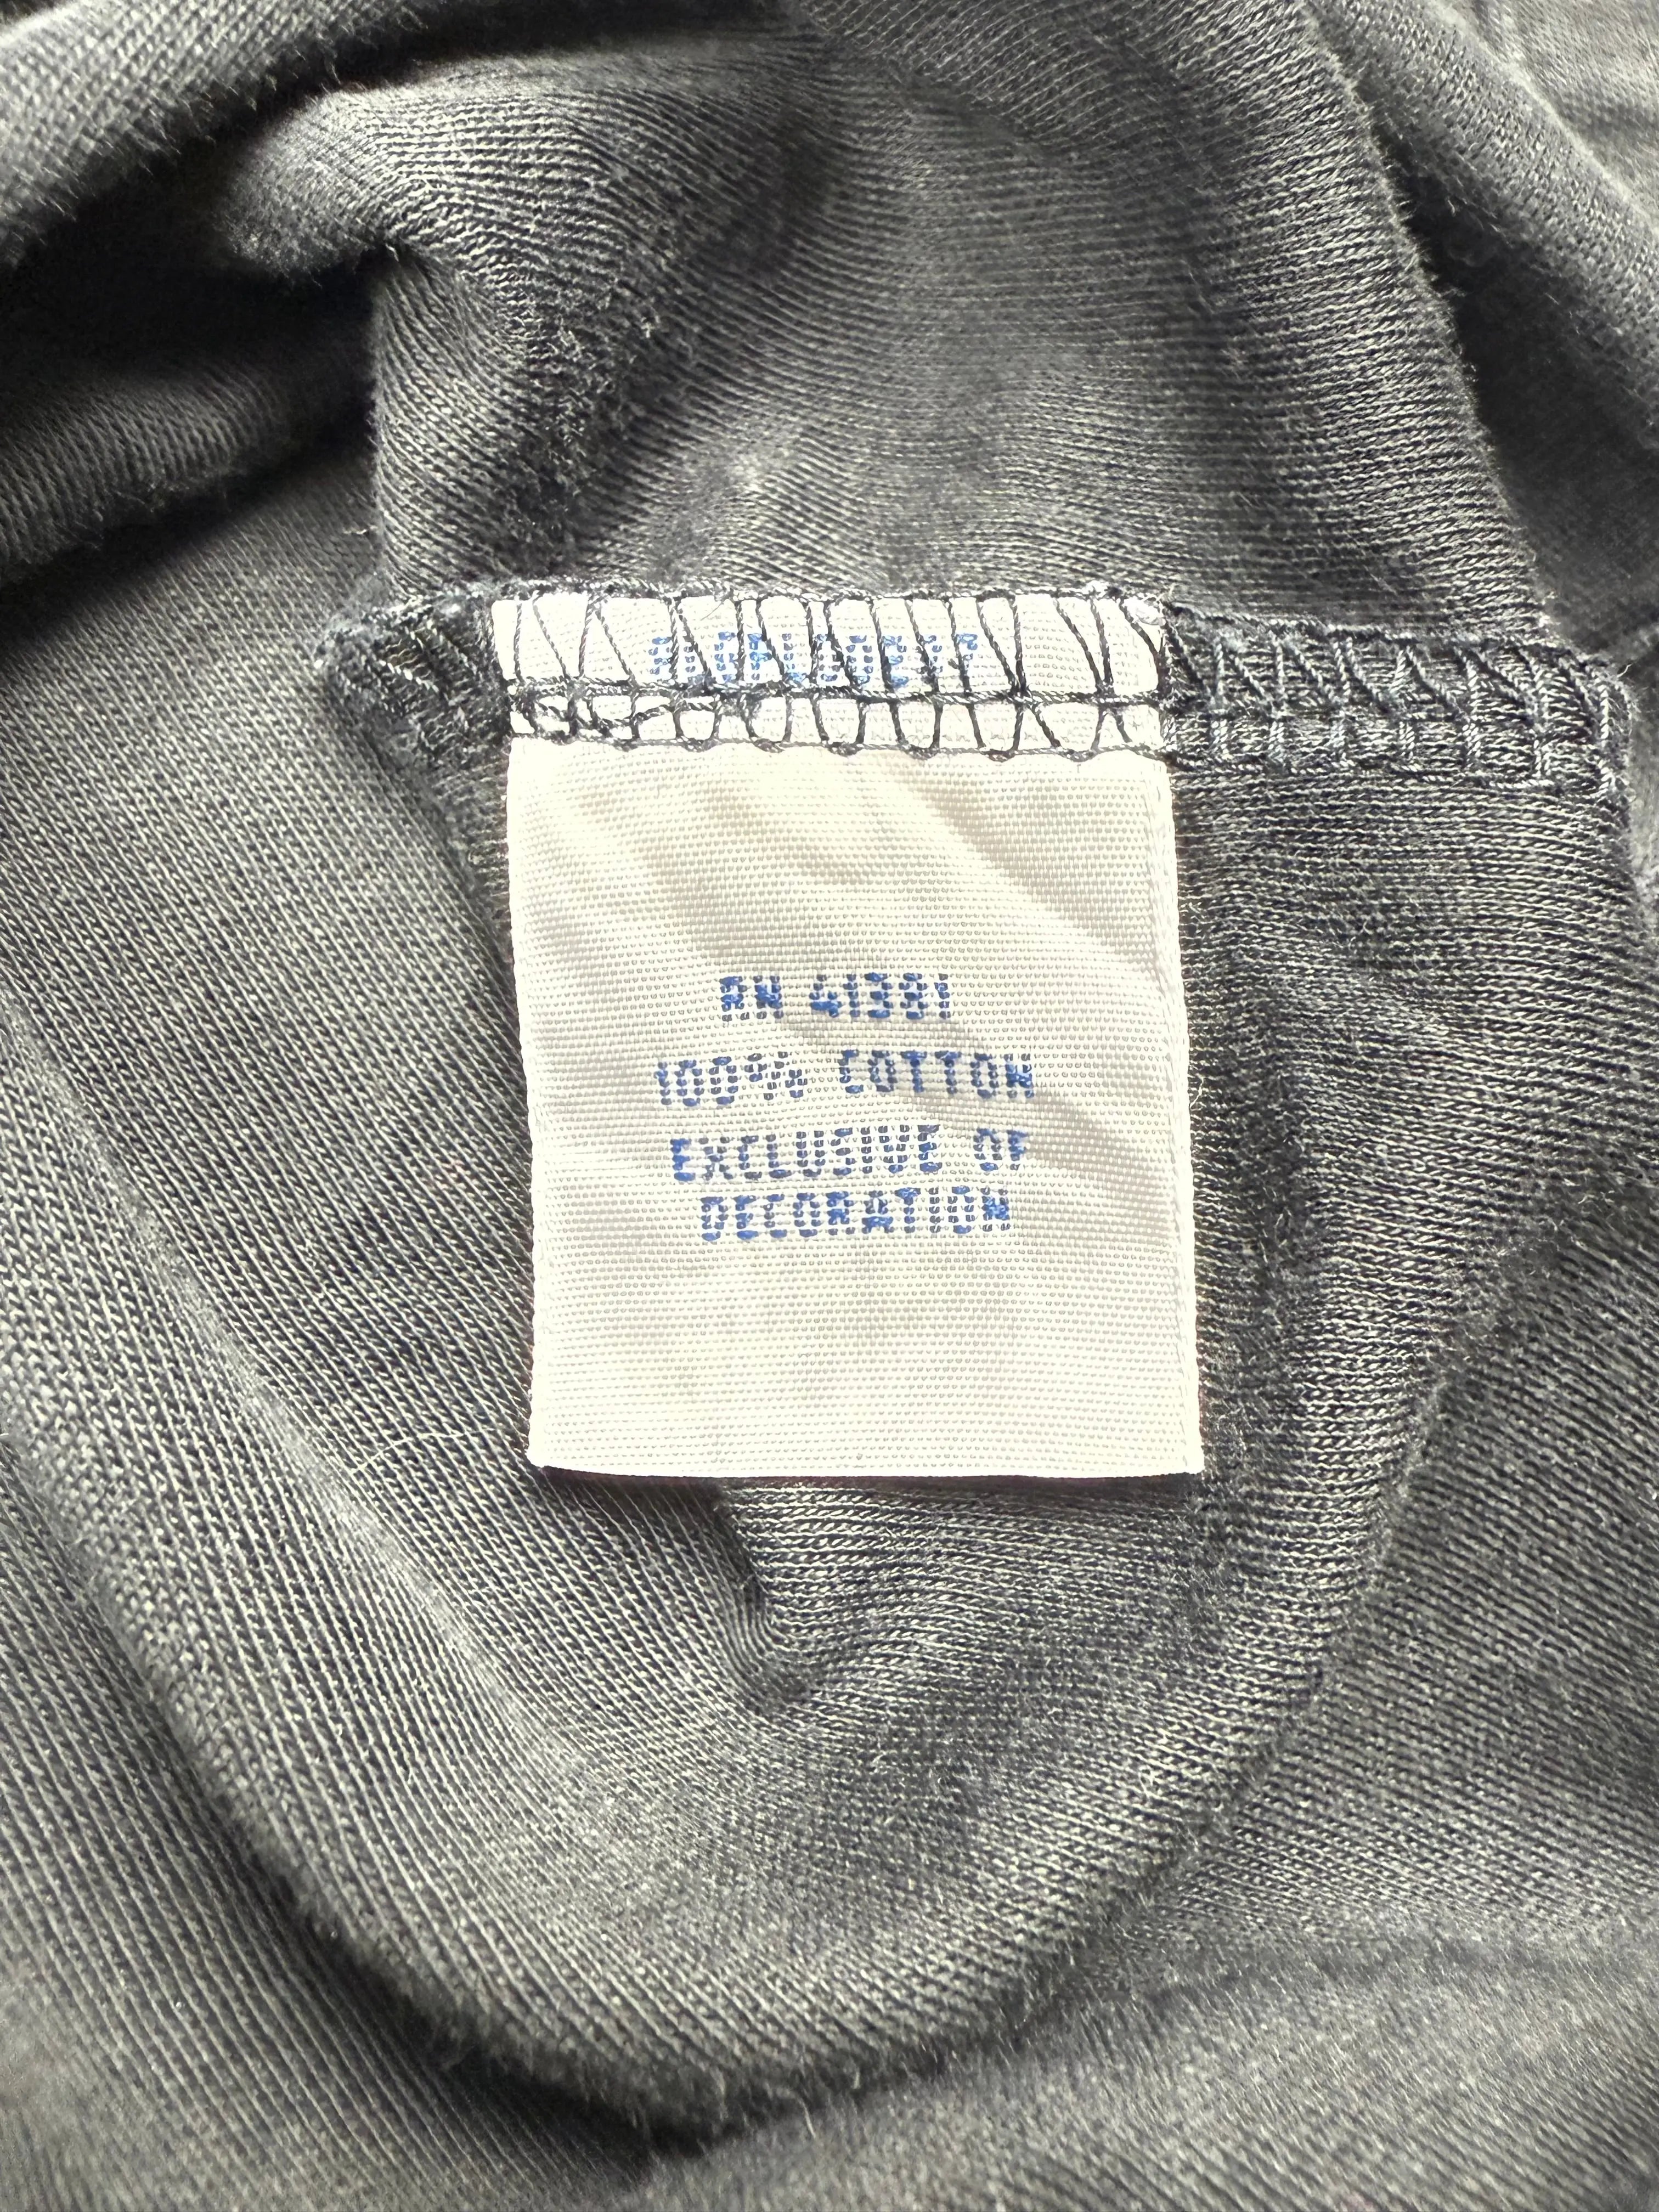 RN 41381
100% COTTON
EXCLUSIVE OF
DECORATION